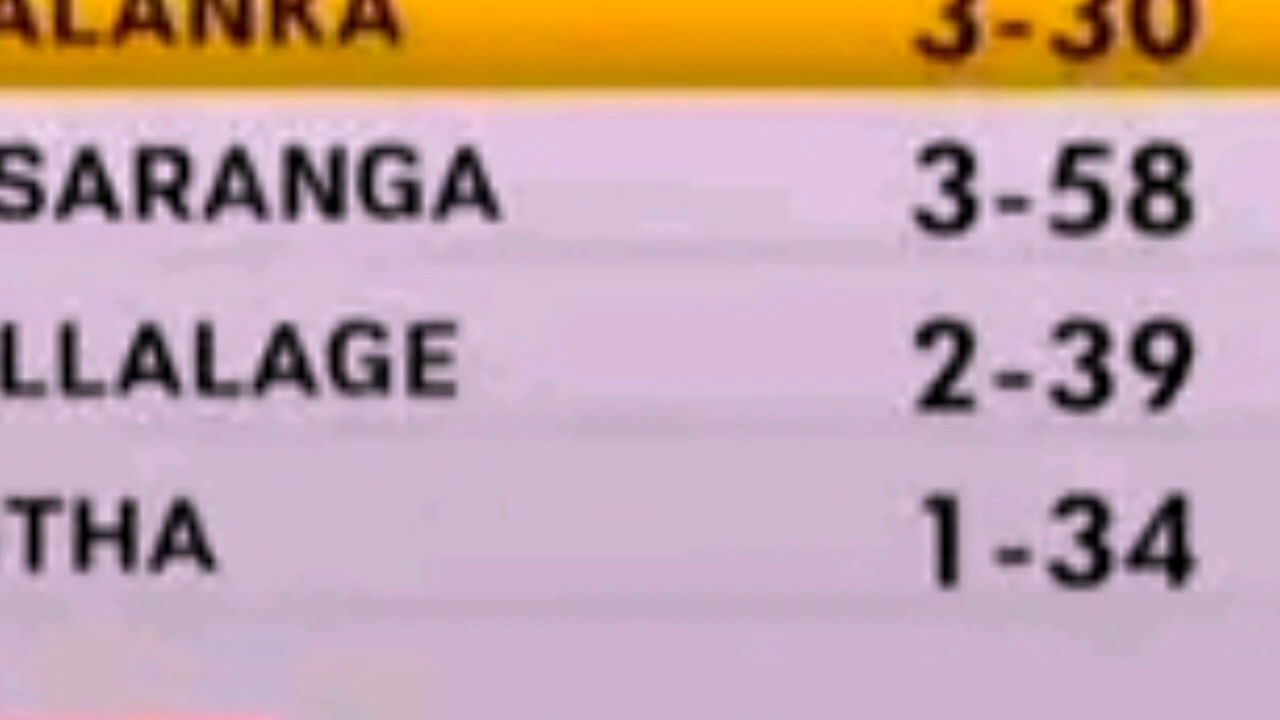 ALANKA 3-30
SARANGA 3-58
LLALAGE 2-39
THA 1-34